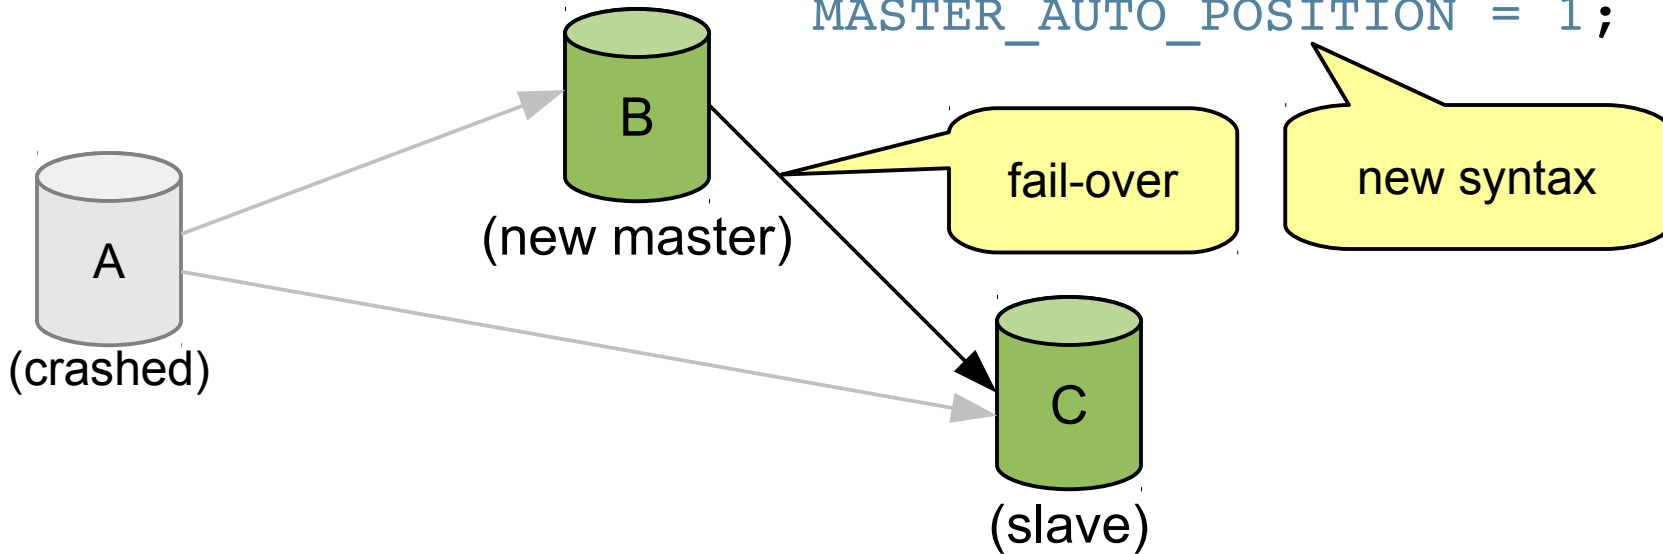 MASTER_AUTO_POSITION = 1;
B
fail-over
new syntax
(new master)
A
(crashed)
C
(slave)